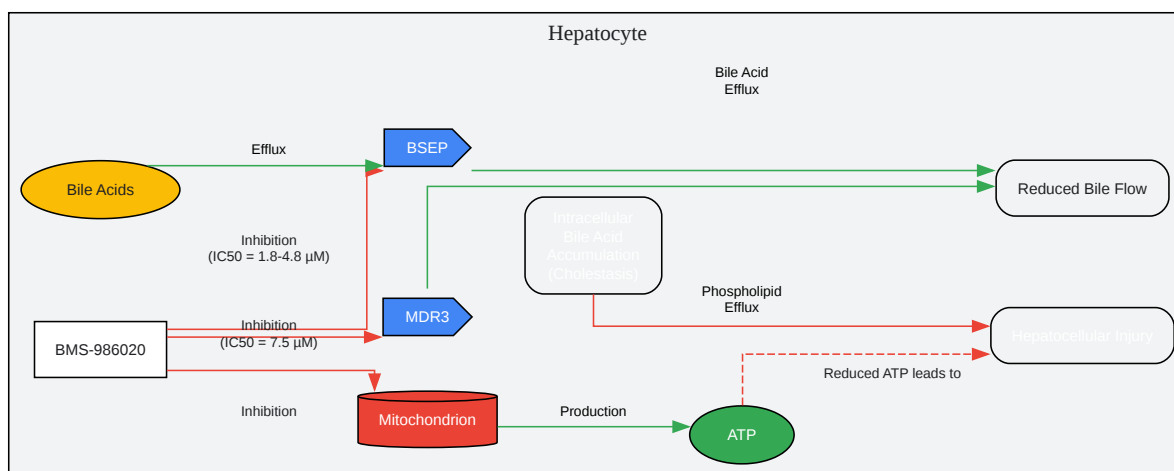 Hepatocyte
Bile Acid
Efflux
Efflux
BSEP
Bile Acids
Reduced Bile Flow
Intracellular
Bile Acid
Accumulation
(Cholestasis)
Inhibition
(IC50 = 1.8-4.8 µM)
Phospholipid
Efflux
MDR3
Inhibition
(IC50 = 7.5 µM)
BMS-986020
Hepatocellular Injury
Reduced ATP leads to
Inhibition
Mitochondrion
Production
ATP